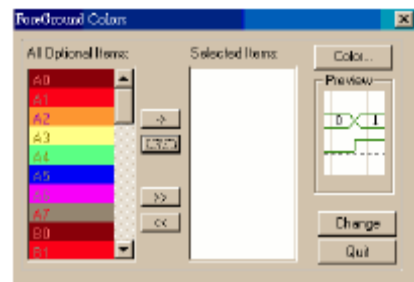 ForeGround Colors
All Optional Items:
Selected Items:
A0
A1
A2
A3
A4
A5
A6
A7
B0
B1
->
>>
<<
Color...
Preview
0 1
Change
Quit